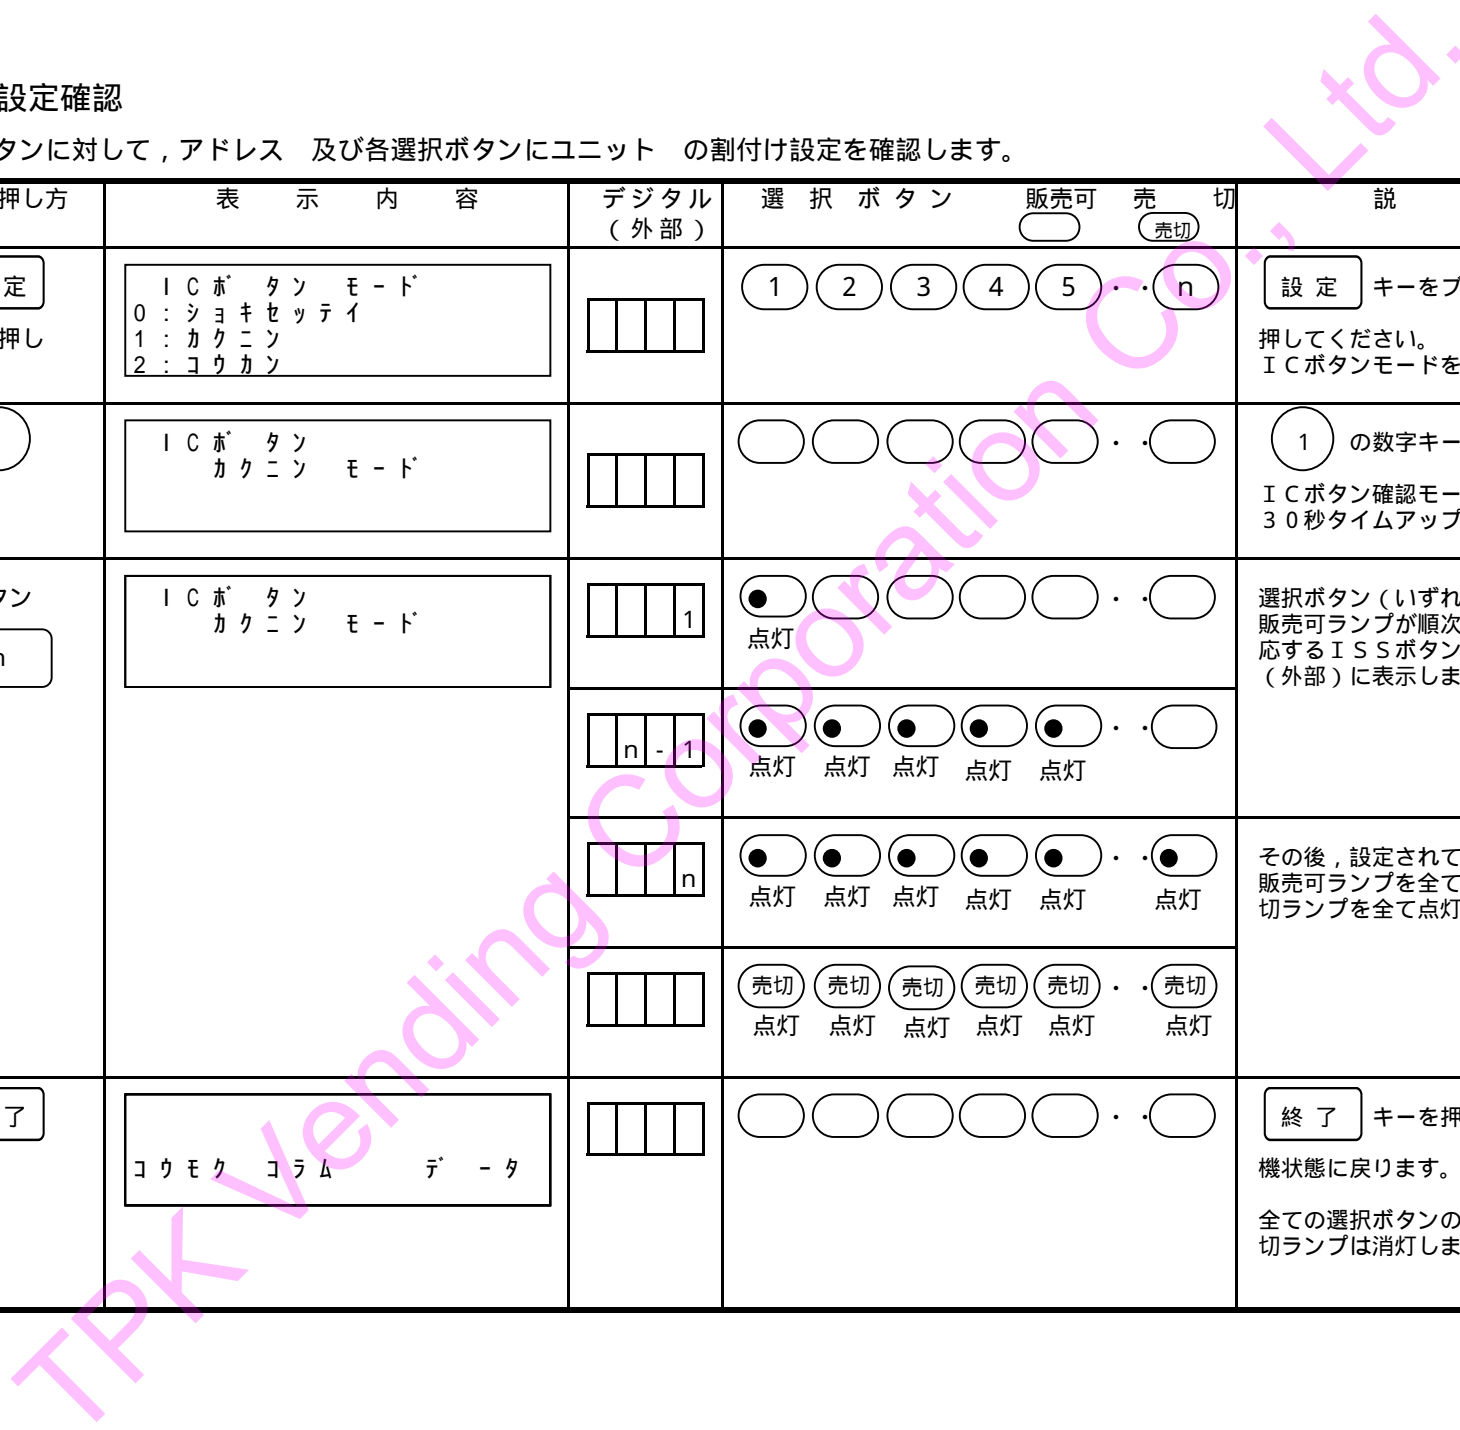 設定確認
タンに対して，アドレス　及び各選択ボタンにユニット　の割付け設定を確認します。
押し方
表示内容
デジタル
（外部）
選択ボタン　販売可　売切
売切
説
定
押し
ＩＣボタン　モード
0：ショキセッテイ
1：カクニン
2：コウカン
1 2 3 4 5・・n
設定 キーをプ
押してください。
ＩＣボタンモードを
ＩＣボタン
カクニン　モード
・・
1 の数字キー
ＩＣボタン確認モー
３０秒タイムアップ
タン
n
ＩＣボタン
カクニン　モード
1
・・
点灯
選択ボタン（いずれ
販売可ランプが順次
応するＩＳＳボタン
（外部）に表示しま
n - 1
・・
点灯 点灯 点灯 点灯 点灯
n
・・
点灯 点灯 点灯 点灯 点灯 点灯
その後，設定されて
販売可ランプを全て
切ランプを全て点灯
売切 売切 売切 売切 売切・・売切
点灯 点灯 点灯 点灯 点灯 点灯
了
コウモク　コラム　データ
・・
終了 キーを押
機状態に戻ります。
全ての選択ボタンの
切ランプは消灯しま
TPK Vending Corporation Co., Ltd.